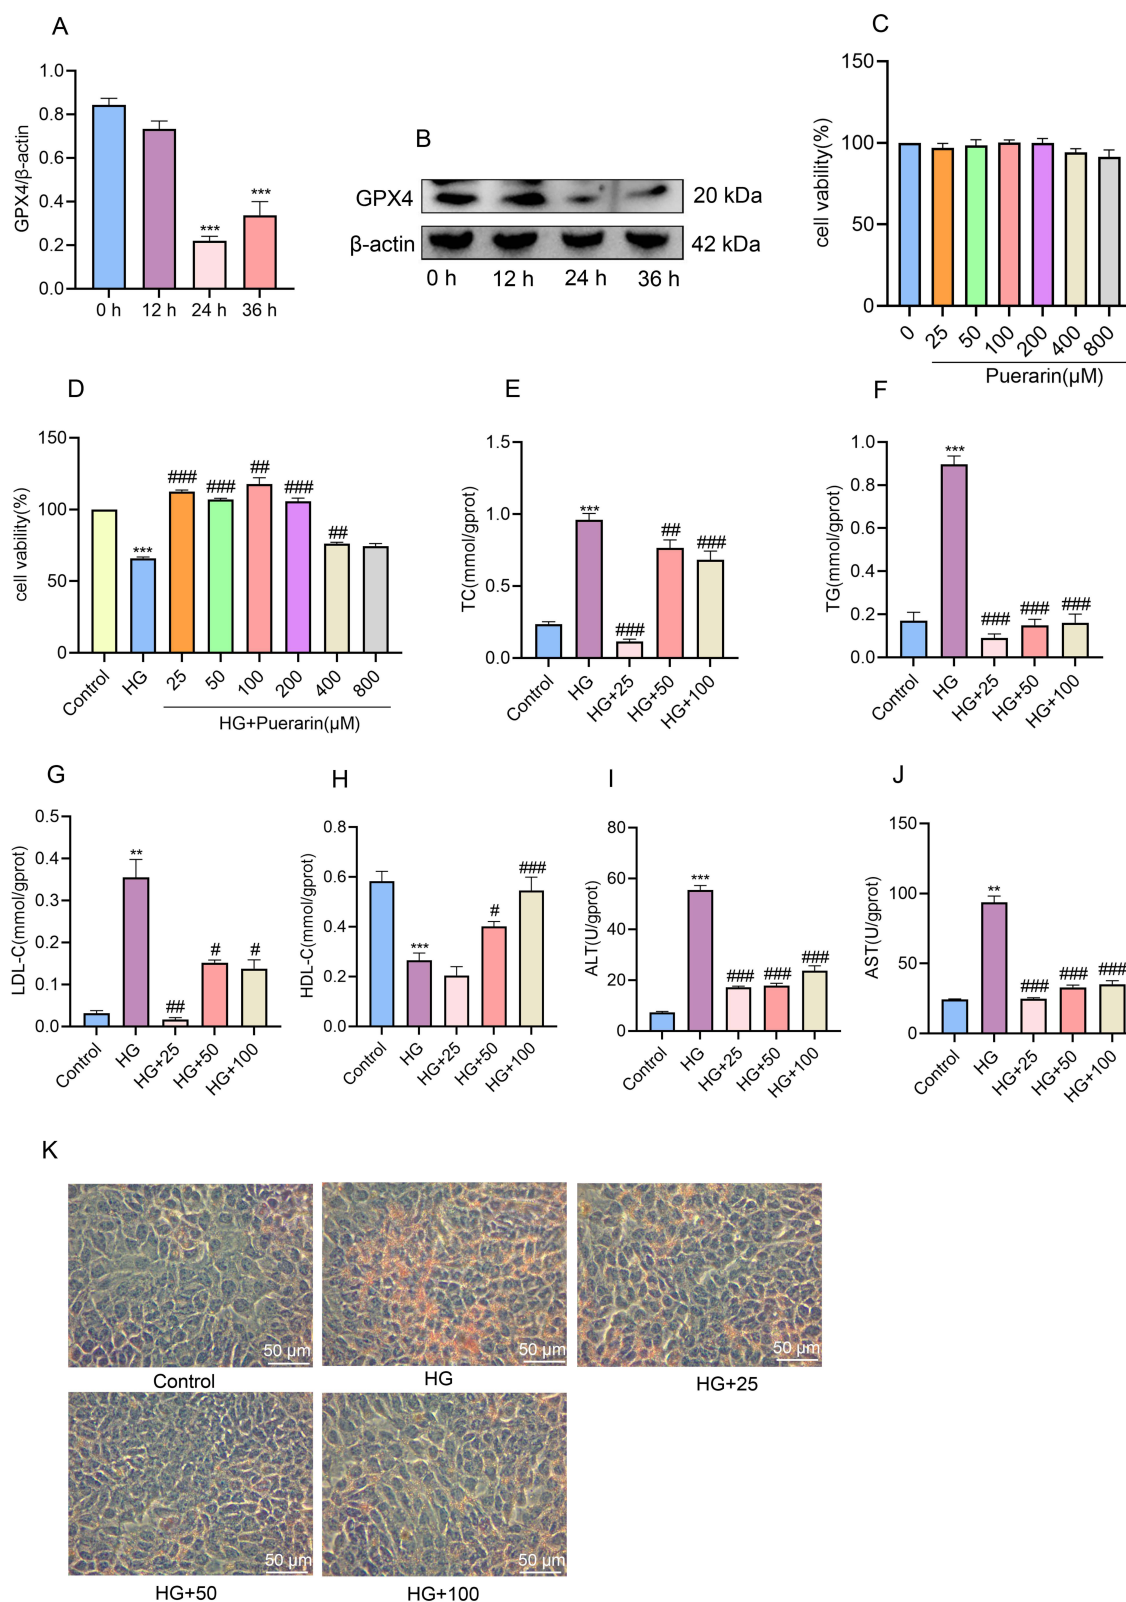 A
GPX4/β-actin
1.0
0.8
0.6
0.4
0.2
0.0
***
***
0 h 12 h 24 h 36 h
B
GPX4 20 kDa
β-actin 42 kDa
0 h 12 h 24 h 36 h
C
cell vability(%)
150
100
50
0
0 25 50 100 200 400 800
Puerarin(μM)
D
cell vability(%)
150
100
50
0
*** ### ### ## ### ##
Control HG 25 50 100 200 400 800
HG+Puerarin(μM)
E
TC(mmol/gprot)
1.5
1.0
0.5
0.0
*** ### ## ###
Control HG HG+25 HG+50 HG+100
F
TG(mmol/gprot)
1.0
0.8
0.6
0.4
0.2
0.0
*** ### ### ###
Control HG HG+25 HG+50 HG+100
G
LDL-C(mmol/gprot)
0.5
0.4
0.3
0.2
0.1
0.0
** ## # #
Control HG HG+25 HG+50 HG+100
H
HDL-C(mmol/gprot)
0.8
0.6
0.4
0.2
0.0
*** # ###
Control HG HG+25 HG+50 HG+100
I
ALT(U/gprot)
80
60
40
20
0
*** ### ### ###
Control HG HG+25 HG+50 HG+100
J
AST(U/gprot)
150
100
50
0
** ### ### ###
Control HG HG+25 HG+50 HG+100
K
50 μm 50 μm 50 μm
Control HG HG+25
50 μm 50 μm
HG+50 HG+100